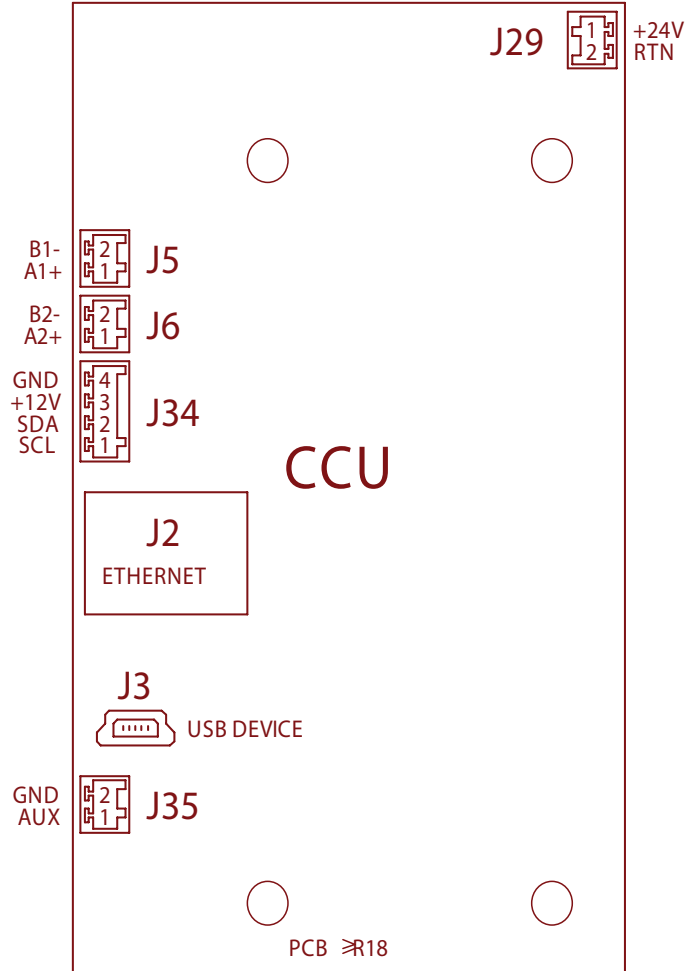 J29
1 +24V
2 RTN
B1- 2
A1+ 1
J5
B2- 2
A2+ 1
J6
GND 4
+12V 3
SDA 2
SCL 1
J34
CCU
J2
ETHERNET
J3
USB DEVICE
GND 2
AUX 1
J35
PCB ≥R18